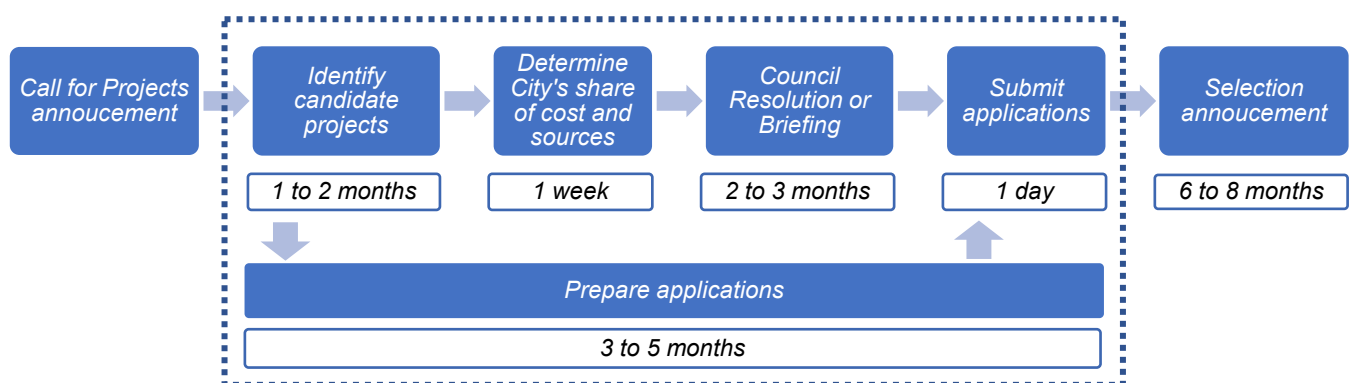 Call for Projects
annoucement
Identify
candidate
projects
Determine
City's share
of cost and
sources
Council
Resolution or
Briefing
Submit
applications
Selection
annoucement
1 to 2 months
1 week
2 to 3 months
1 day
6 to 8 months
Prepare applications
3 to 5 months